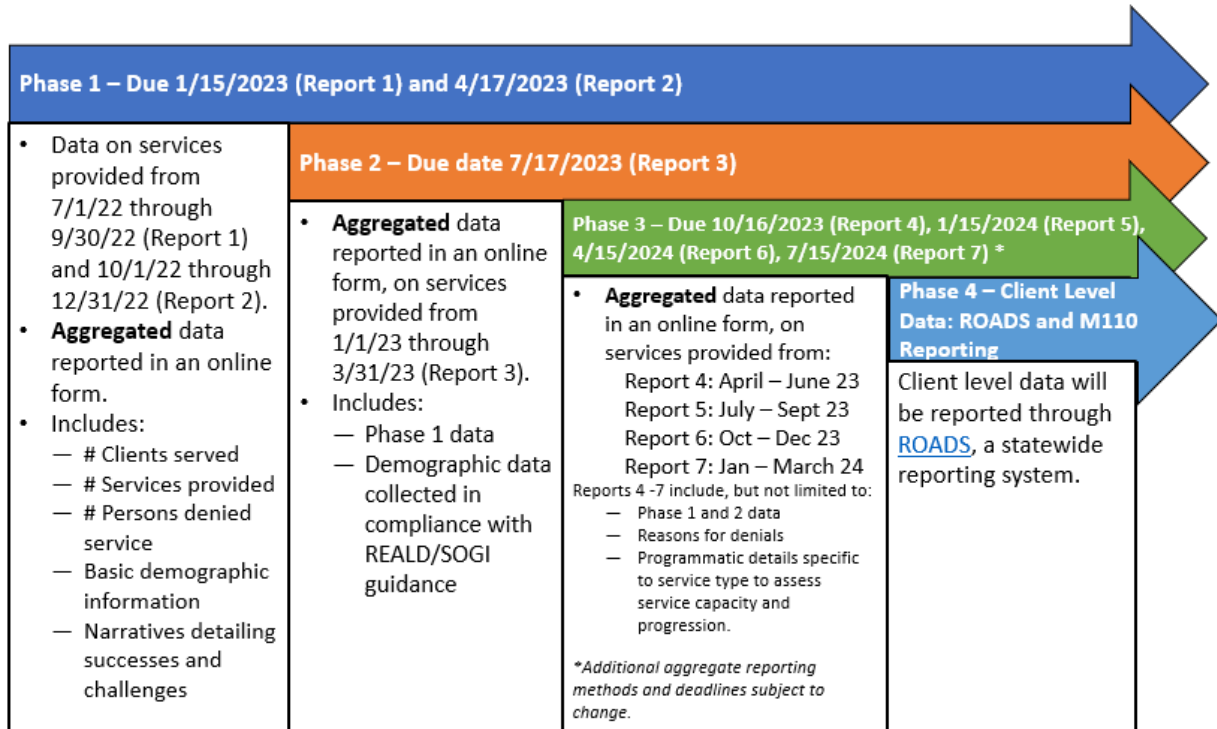 Phase 1 – Due 1/15/2023 (Report 1) and 4/17/2023 (Report 2)
• Data on services
provided from
7/1/22 through
9/30/22 (Report 1)
and 10/1/22 through
12/31/22 (Report 2).
• Aggregated data
reported in an online
form.
• Includes:
— # Clients served
— # Services provided
— # Persons denied
service
— Basic demographic
information
— Narratives detailing
successes and
challenges
Phase 2 – Due date 7/17/2023 (Report 3)
• Aggregated data
reported in an online
form, on services
provided from
1/1/23 through
3/31/23 (Report 3).
• Includes:
— Phase 1 data
— Demographic data
collected in
compliance with
REALD/SOGI
guidance
Phase 3 – Due 10/16/2023 (Report 4), 1/15/2024 (Report 5),
4/15/2024 (Report 6), 7/15/2024 (Report 7) *
• Aggregated data reported
in an online form, on
services provided from:
Report 4: April – June 23
Report 5: July – Sept 23
Report 6: Oct – Dec 23
Report 7: Jan – March 24
Reports 4 -7 include, but not limited to:
— Phase 1 and 2 data
— Reasons for denials
— Programmatic details specific
to service type to assess
service capacity and
progression.
*Additional aggregate reporting
methods and deadlines subject to
change.
Phase 4 – Client Level
Data: ROADS and M110
Reporting
Client level data will
be reported through
ROADS, a statewide
reporting system.